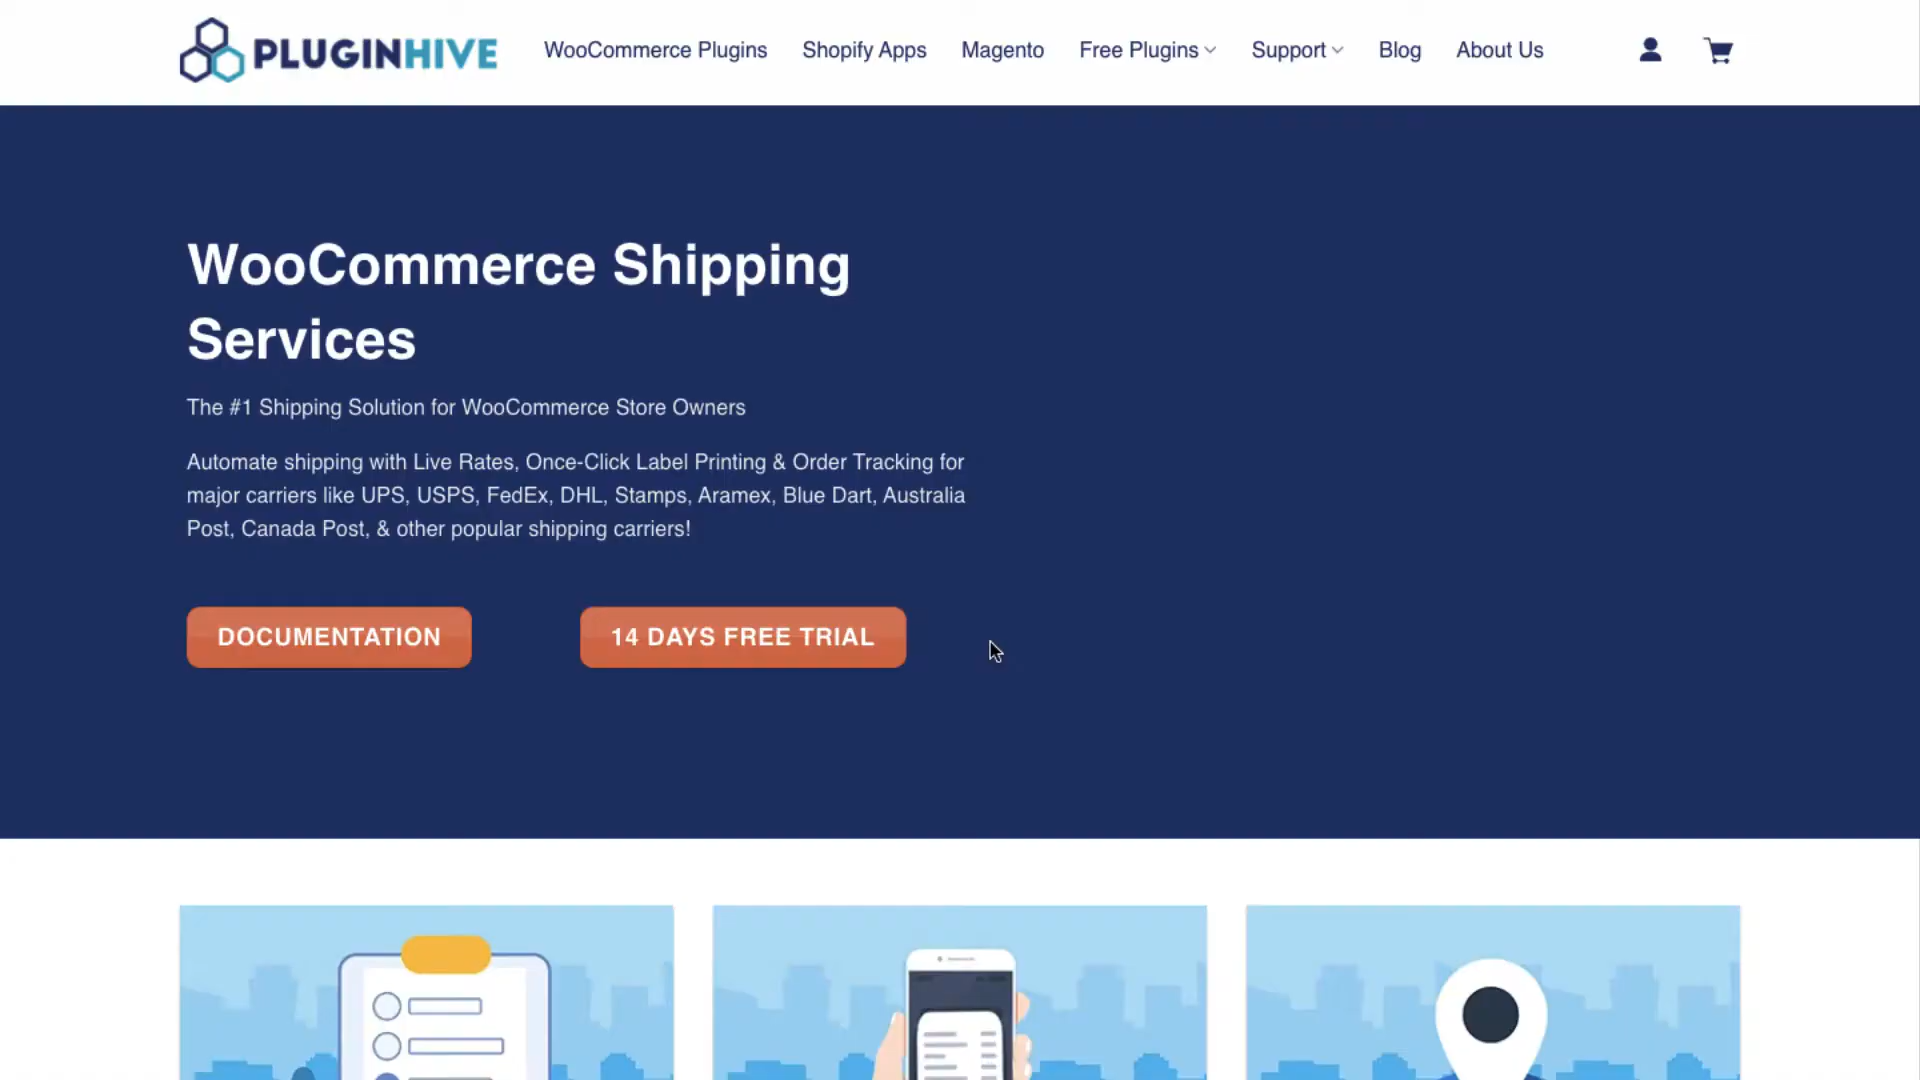 PLUGINHIVE
WooCommerce Plugins
Shopify Apps
Magento
Free Plugins
Support
Blog
About Us
WooCommerce Shipping
Services
The #1 Shipping Solution for WooCommerce Store Owners
Automate shipping with Live Rates, Once-Click Label Printing & Order Tracking for
major carriers like UPS, USPS, FedEx, DHL, Stamps, Aramex, Blue Dart, Australia
Post, Canada Post, & other popular shipping carriers!
DOCUMENTATION
14 DAYS FREE TRIAL